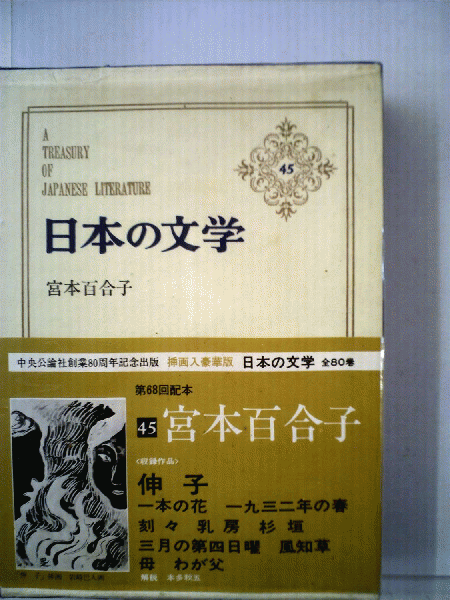 A
TREASURY
OF
JAPANESE LITERATURE
45
日本の文学
宮本百合子
中央公論社創業80周年記念出版 挿画入豪華版 日本の文学 全80巻
第68回配本
45 宮本百合子
〈収録作品〉
伸子
一本の花 一九三二年の春
刻々 乳房 杉垣
三月の第四日曜 風知草
母 わが父
解説 本多秋五